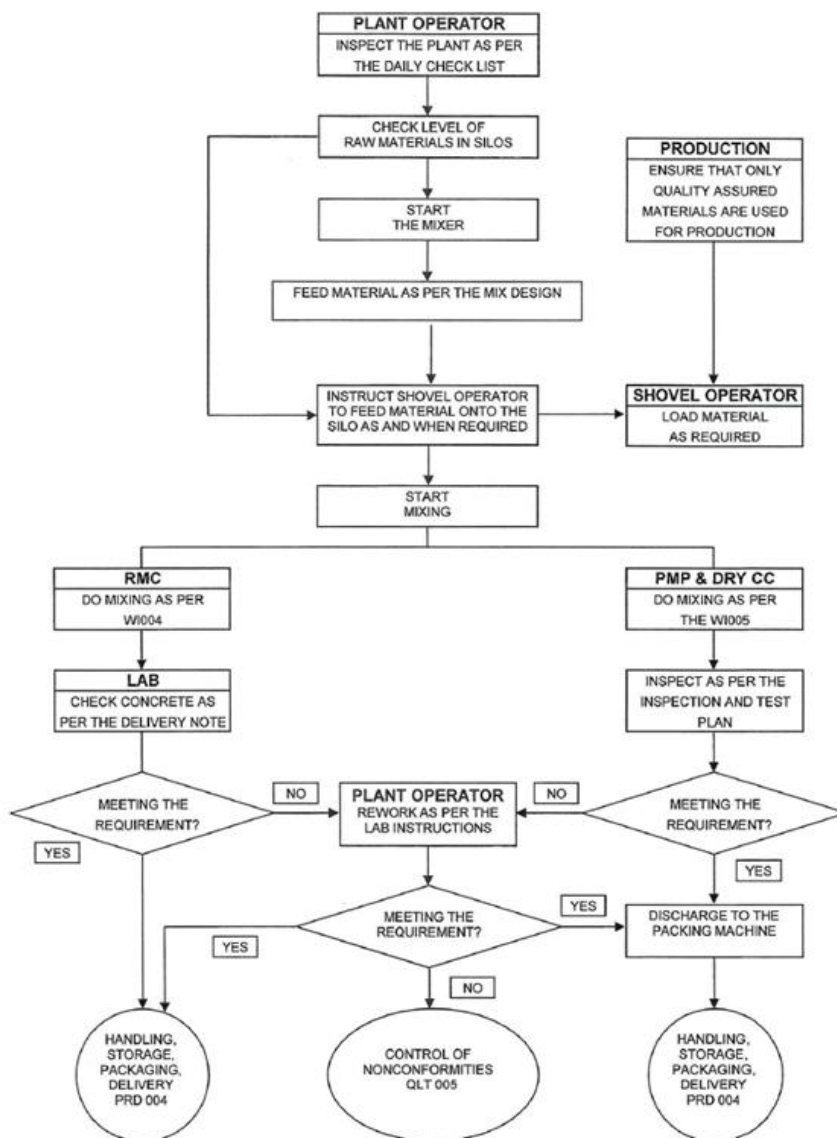 PLANT OPERATOR
INSPECT THE PLANT AS PER
THE DAILY CHECK LIST
CHECK LEVEL OF
RAW MATERIALS IN SILOS
PRODUCTION
ENSURE THAT ONLY
QUALITY ASSURED
MATERIALS ARE USED
FOR PRODUCTION
START
THE MIXER
FEED MATERIAL AS PER THE MIX DESIGN
INSTRUCT SHOVEL OPERATOR
TO FEED MATERIAL ONTO THE
SILO AS AND WHEN REQUIRED
SHOVEL OPERATOR
LOAD MATERIAL
AS REQUIRED
START
MIXING
RMC
DO MIXING AS PER
WI004
PMP & DRY CC
DO MIXING AS PER
THE WI005
LAB
CHECK CONCRETE AS
PER THE DELIVERY NOTE
INSPECT AS PER THE
INSPECTION AND TEST
PLAN
MEETING THE
REQUIREMENT?
NO
YES
PLANT OPERATOR
REWORK AS PER THE
LAB INSTRUCTIONS
NO
MEETING THE
REQUIREMENT?
YES
MEETING THE
REQUIREMENT?
YES
YES
NO
DISCHARGE TO THE
PACKING MACHINE
HANDLING,
STORAGE,
PACKAGING,
DELIVERY
PRD 004
CONTROL OF
NONCONFORMITIES
QLT 005
HANDLING,
STORAGE,
PACKAGING,
DELIVERY
PRD 004